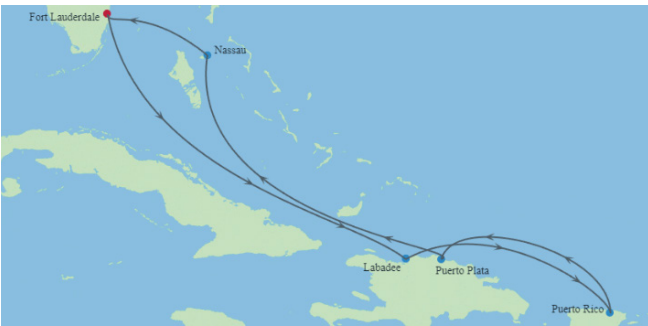 Fort Lauderdale
Nassau
Labadee
Puerto Plata
Puerto Rico